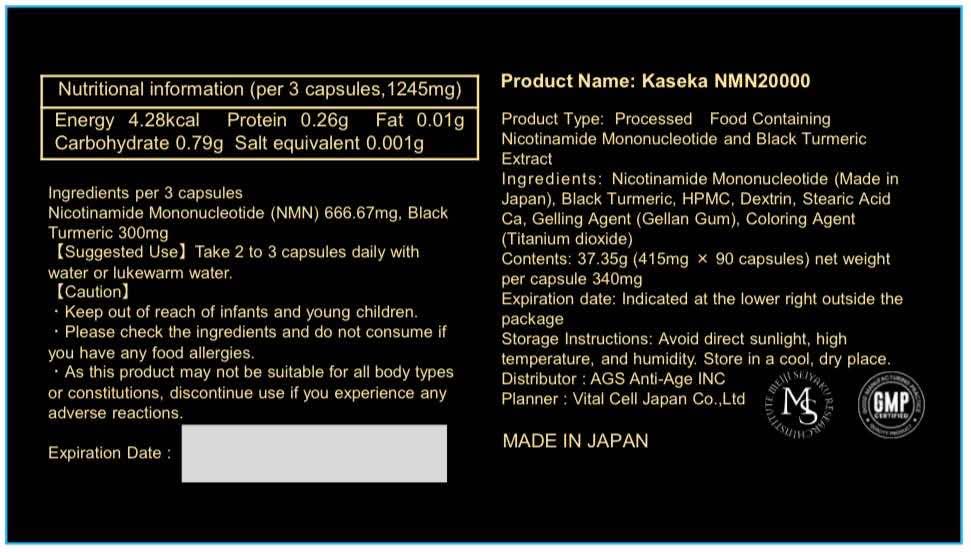 Nutritional information (per 3 capsules,1245mg)
Energy 4.28kcal Protein 0.26g Fat 0.01g
Carbohydrate 0.79g Salt equivalent 0.001g
Ingredients per 3 capsules
Nicotinamide Mononucleotide (NMN) 666.67mg, Black
Turmeric 300mg
【Suggested Use】Take 2 to 3 capsules daily with
water or lukewarm water.
【Caution】
・Keep out of reach of infants and young children.
・Please check the ingredients and do not consume if
you have any food allergies.
・As this product may not be suitable for all body types
or constitutions, discontinue use if you experience any
adverse reactions.
Expiration Date :
Product Name: Kaseka NMN20000
Product Type: Processed Food Containing
Nicotinamide Mononucleotide and Black Turmeric
Extract
Ingredients: Nicotinamide Mononucleotide (Made in
Japan), Black Turmeric, HPMC, Dextrin, Stearic Acid
Ca, Gelling Agent (Gellan Gum), Coloring Agent
(Titanium dioxide)
Contents: 37.35g (415mg × 90 capsules) net weight
per capsule 340mg
Expiration date: Indicated at the lower right outside the
package
Storage Instructions: Avoid direct sunlight, high
temperature, and humidity. Store in a cool, dry place.
Distributor : AGS Anti-Age INC
Planner : Vital Cell Japan Co.,Ltd
MADE IN JAPAN
MEIJI SEIYAKU RESEARCH INSTITUTE
MS
GOOD MANUFACTURING PRACTICE
GMP
CERTIFIED
QUALITY PRODUCT